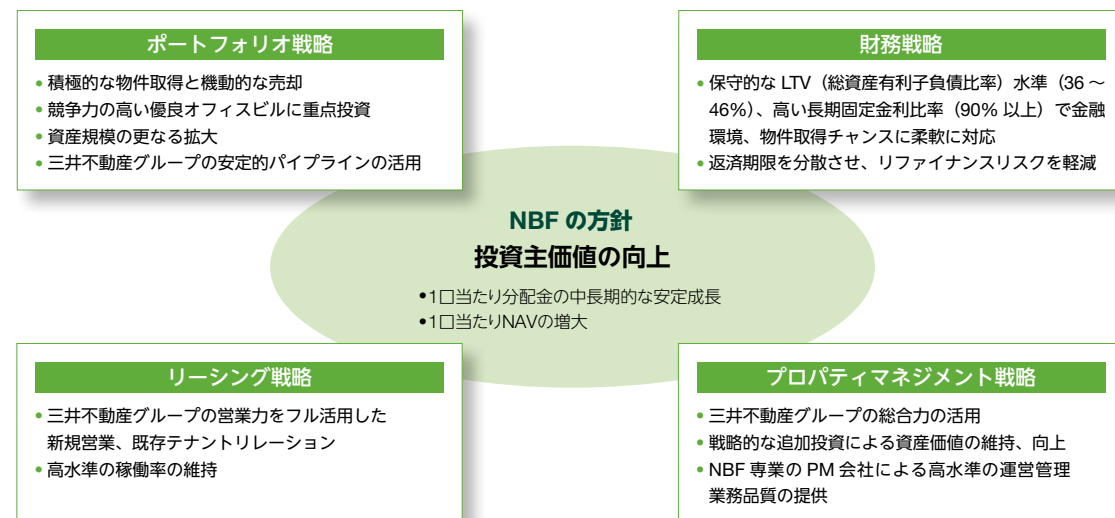 ポートフォリオ戦略
• 積極的な物件取得と機動的な売却
• 競争力の高い優良オフィスビルに重点投資
• 資産規模の更なる拡大
• 三井不動産グループの安定的パイプラインの活用
財務戦略
• 保守的な LTV（総資産有利子負債比率）水準（36 ～
46%）、高い長期固定金利比率（90% 以上）で金融
環境、物件取得チャンスに柔軟に対応
• 返済期限を分散させ、リファイナンスリスクを軽減
NBF の方針
投資主価値の向上
•1口当たり分配金の中長期的な安定成長
•1口当たりNAVの増大
リーシング戦略
• 三井不動産グループの営業力をフル活用した
新規営業、既存テナントリレーション
• 高水準の稼働率の維持
プロパティマネジメント戦略
• 三井不動産グループの総合力の活用
• 戦略的な追加投資による資産価値の維持、向上
• NBF 専業の PM 会社による高水準の運営管理
業務品質の提供